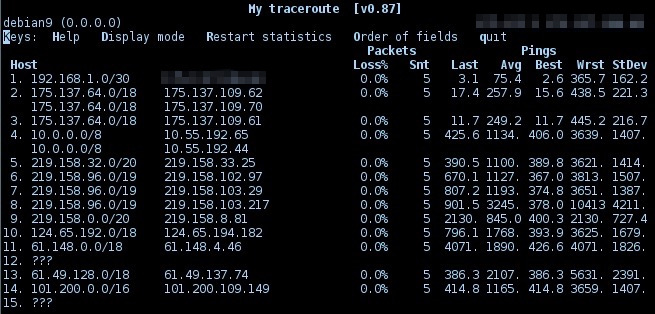 My traceroute [v0.87]
debian9 (0.0.0.0)
Keys: Help Display mode Restart statistics Order of fields quit
Packets Pings
Host Loss% Snt Last Avg Best Wrst StDev
1. 192.168.1.0/30 0.0% 5 3.1 75.4 2.6 365.7 162.2
2. 175.137.64.0/18 175.137.109.62 0.0% 5 17.4 257.9 15.6 438.5 221.3
175.137.64.0/18 175.137.109.70
3. 175.137.64.0/18 175.137.109.61 0.0% 5 11.7 249.2 11.7 445.2 216.7
4. 10.0.0.0/8 10.55.192.65 0.0% 5 425.6 1134. 406.0 3639. 1407.
10.0.0.0/8 10.55.192.44
5. 219.158.32.0/20 219.158.33.25 0.0% 5 390.5 1100. 389.8 3621. 1414.
6. 219.158.96.0/19 219.158.102.97 0.0% 5 670.1 1127. 367.0 3813. 1507.
7. 219.158.96.0/19 219.158.103.29 0.0% 5 807.2 1193. 374.8 3651. 1387.
8. 219.158.96.0/19 219.158.103.217 0.0% 5 901.5 3245. 378.0 10413 4211.
9. 219.158.0.0/20 219.158.8.81 0.0% 5 2130. 845.0 400.3 2130. 727.4
10. 124.65.192.0/18 124.65.194.182 0.0% 5 796.1 1768. 393.9 3625. 1679.
11. 61.148.0.0/18 61.148.4.46 0.0% 5 4071. 1890. 426.6 4071. 1826.
12. ???
13. 61.49.128.0/18 61.49.137.74 0.0% 5 386.3 2107. 386.3 5631. 2391.
14. 101.200.0.0/16 101.200.109.149 0.0% 5 414.8 1165. 414.8 3659. 1407.
15. ???